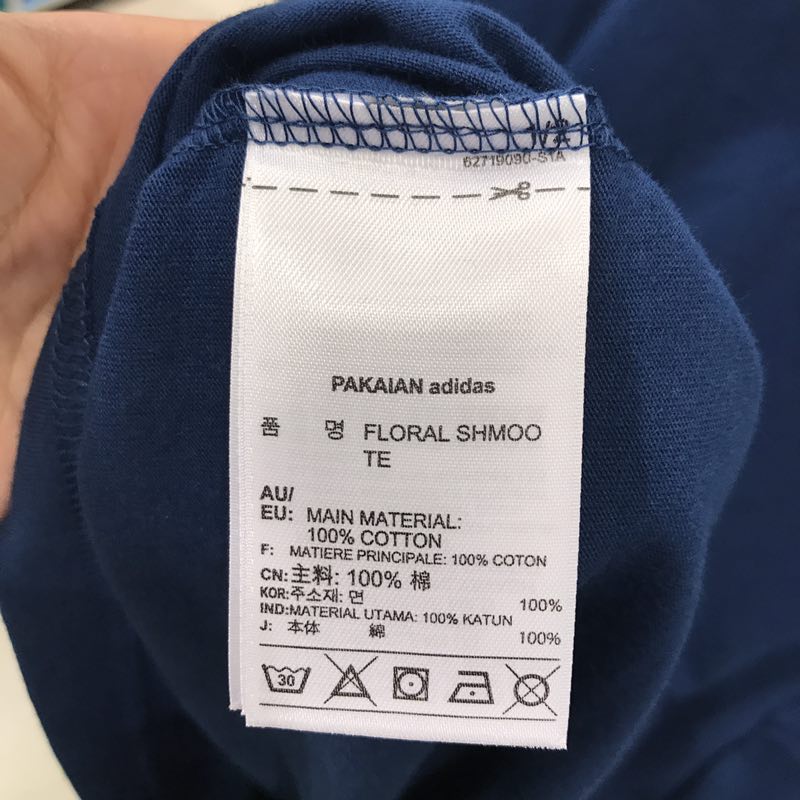 62719090-S1A
PAKAIAN adidas
품 명 FLORAL SHMOO
TE
AU/
EU: MAIN MATERIAL:
100% COTTON
F: MATIERE PRINCIPALE: 100% COTON
CN:主料: 100% 棉
KOR:주소재: 면 100%
IND:MATERIAL UTAMA: 100% KATUN
J: 本体 綿 100%
30